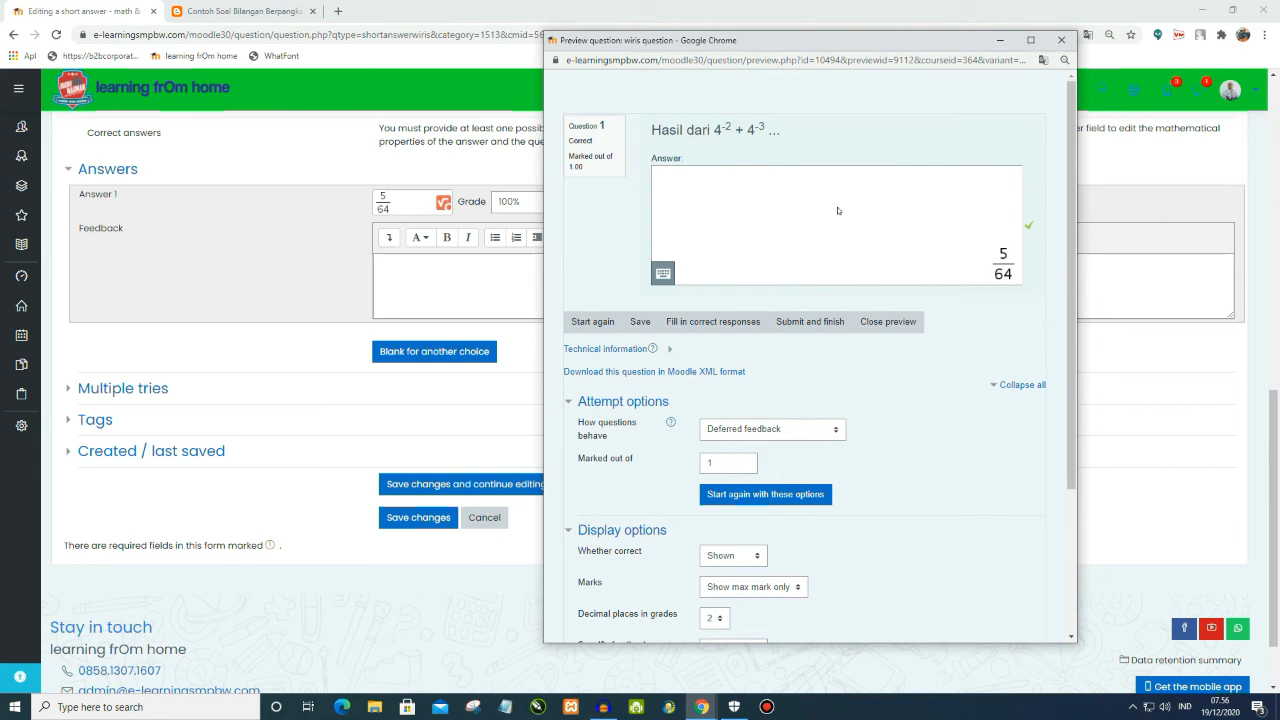 Editing a short answer - math &
Contoh Soal Bilangan Berpangka
e-learningsmpbw.com/moodle30/question/question.php?qtype=shortanswerwiris&category=1513&cmid=5
Apl
https://b2bcorporat...
learning frOm home
WhatFont
learning frOm home
3
1
Correct answers
You must provide at least one possib
er field to edit the mathematical
properties of the answer and the que
Answers
Answer 1
5
64
Grade
100%
Feedback
A
B
I
Blank for another choice
Multiple tries
Tags
Created / last saved
Save changes and continue editing
Save changes
Cancel
There are required fields in this form marked
Stay in touch
learning frOm home
0858.1307.1607
admin@e-learningsmpbw.com
Data retention summary
Get the mobile app
Preview question: wiris question - Google Chrome
e-learningsmpbw.com/moodle30/question/preview.php?id=10494&previewid=9112&courseid=364&variant=...
Question 1
Correct
Marked out of
1.00
Hasil dari 4⁻² + 4⁻³ ...
Answer:
5
64
Start again
Save
Fill in correct responses
Submit and finish
Close preview
Technical information
Download this question in Moodle XML format
Collapse all
Attempt options
How questions
behave
Deferred feedback
Marked out of
1
Start again with these options
Display options
Whether correct
Shown
Marks
Show max mark only
Decimal places in grades
2
Type here to search
IND
07.56
19/12/2020
3